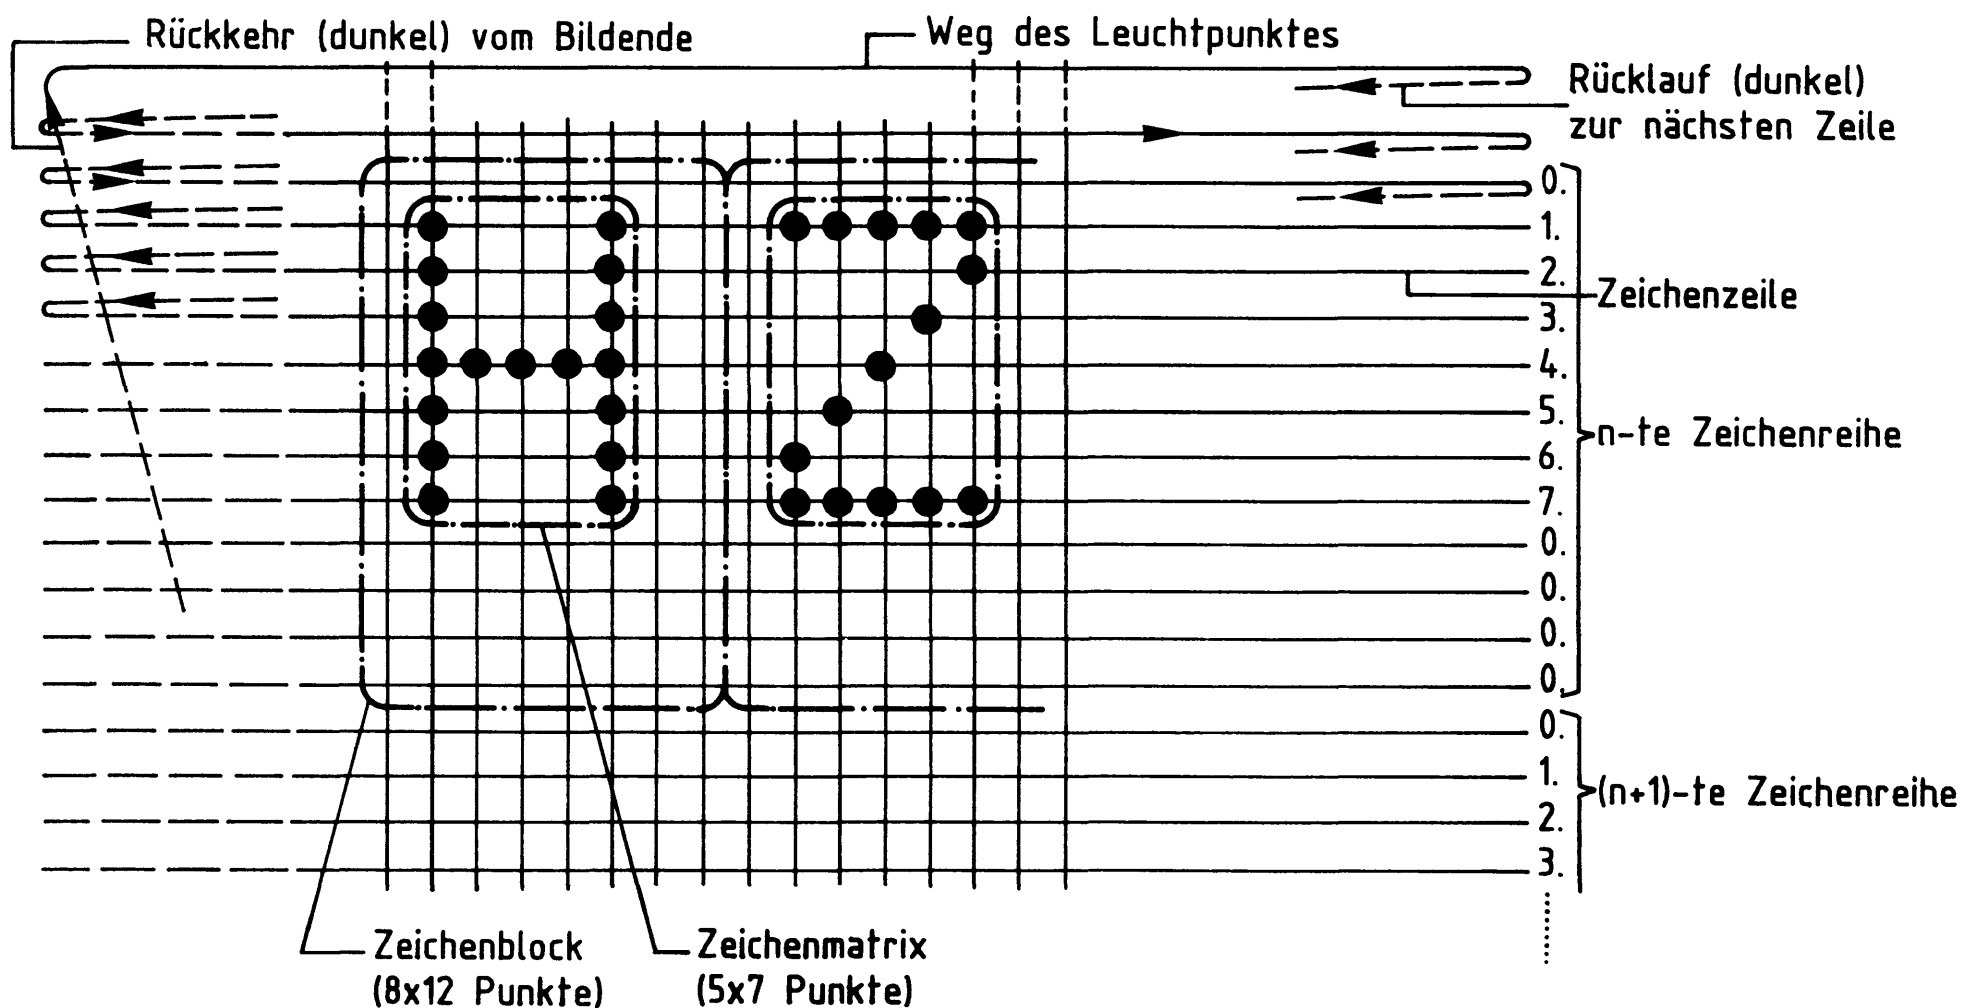 Rückkehr (dunkel) vom Bildende
Weg des Leuchtpunktes
Rücklauf (dunkel)
zur nächsten Zeile
0.
1.
2.
Zeichenzeile
3.
4.
5.
n-te Zeichenreihe
6.
7.
0.
0.
0.
0.
0.
1.
(n+1)-te Zeichenreihe
2.
3.
Zeichenblock
(8x12 Punkte)
Zeichenmatrix
(5x7 Punkte)